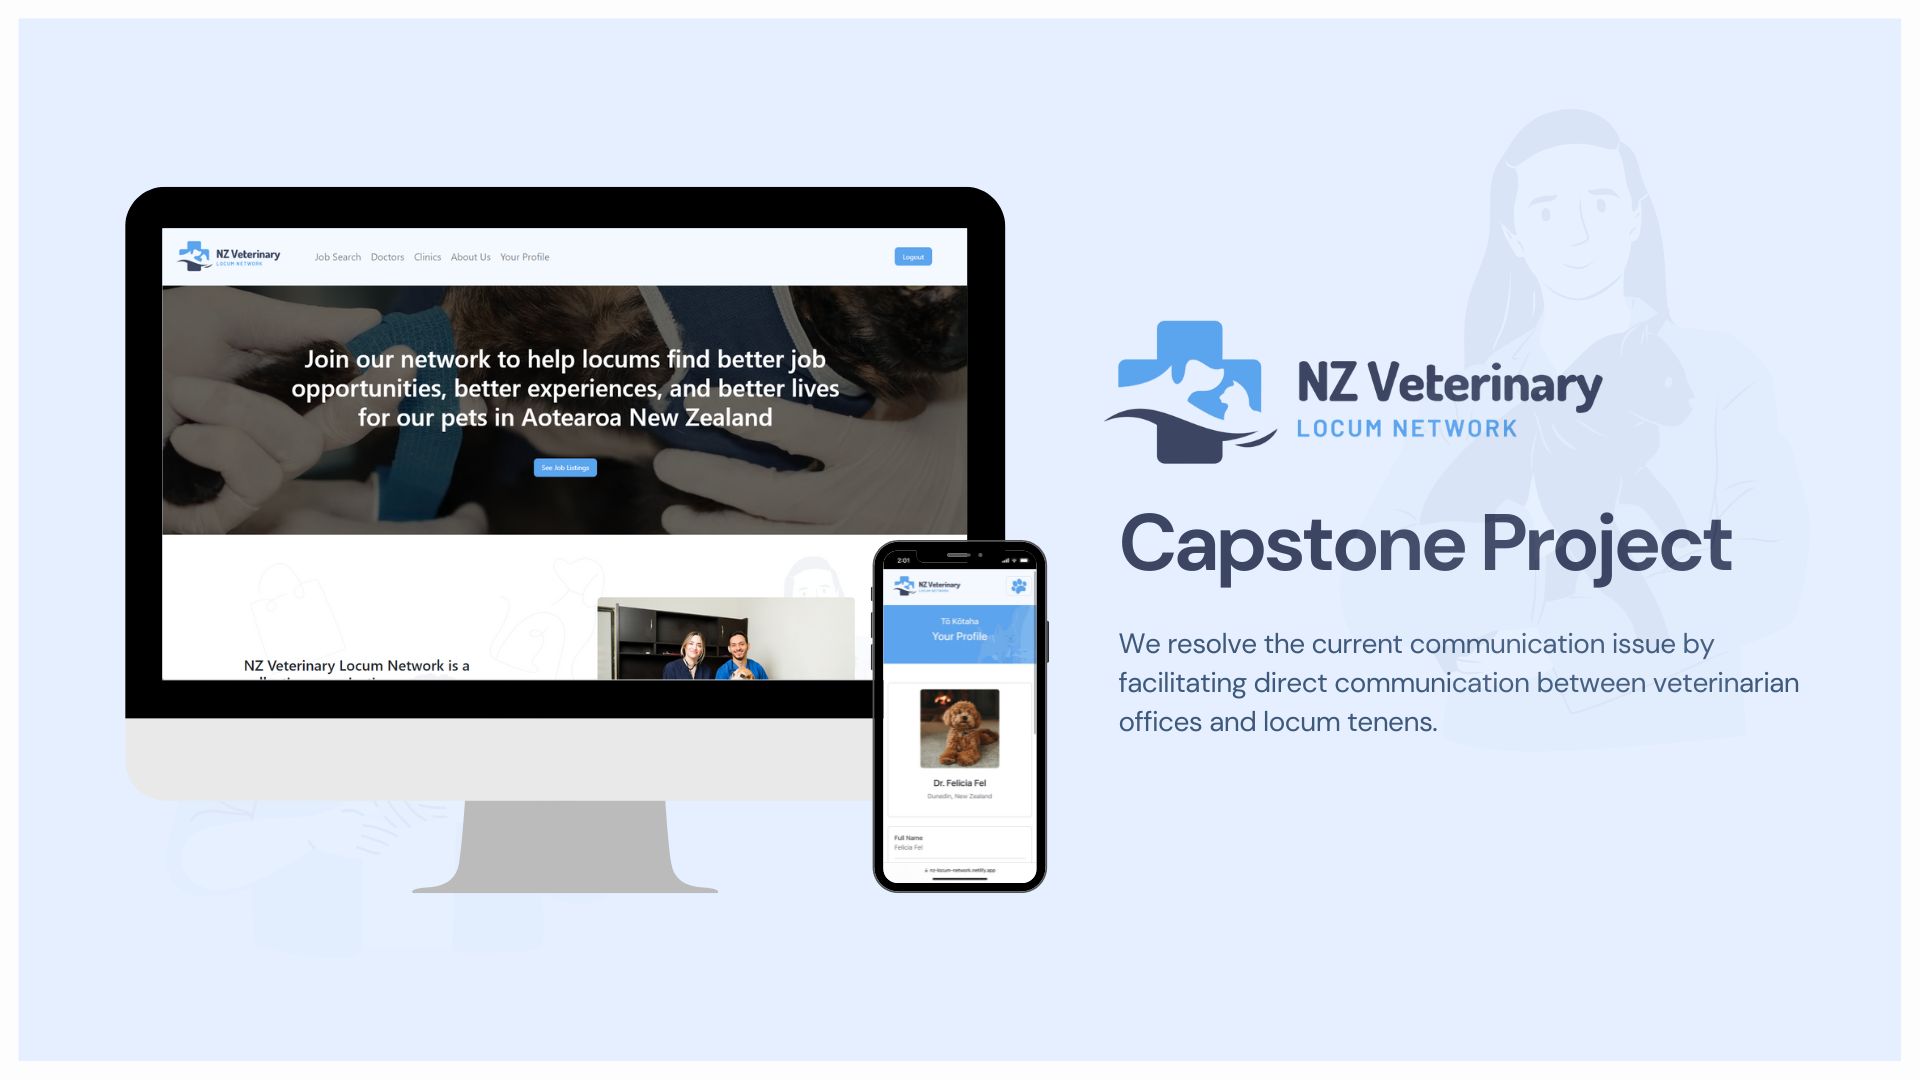 NZ Veterinary
LOCUM NETWORK
Job Search Doctors Clinics About Us Your Profile
Logout
Join our network to help locums find better job
opportunities, better experiences, and better lives
for our pets in Aotearoa New Zealand
See Job Listings
NZ Veterinary Locum Network is a
2:01
NZ Veterinary
LOCUM NETWORK
Tō Kōtaha
Your Profile
Dr. Felicia Fel
Dunedin, New Zealand
Full Name
Felicia Fel
nz-locum-network.netlify.app
NZ Veterinary
LOCUM NETWORK
Capstone Project
We resolve the current communication issue by
facilitating direct communication between veterinarian
offices and locum tenens.